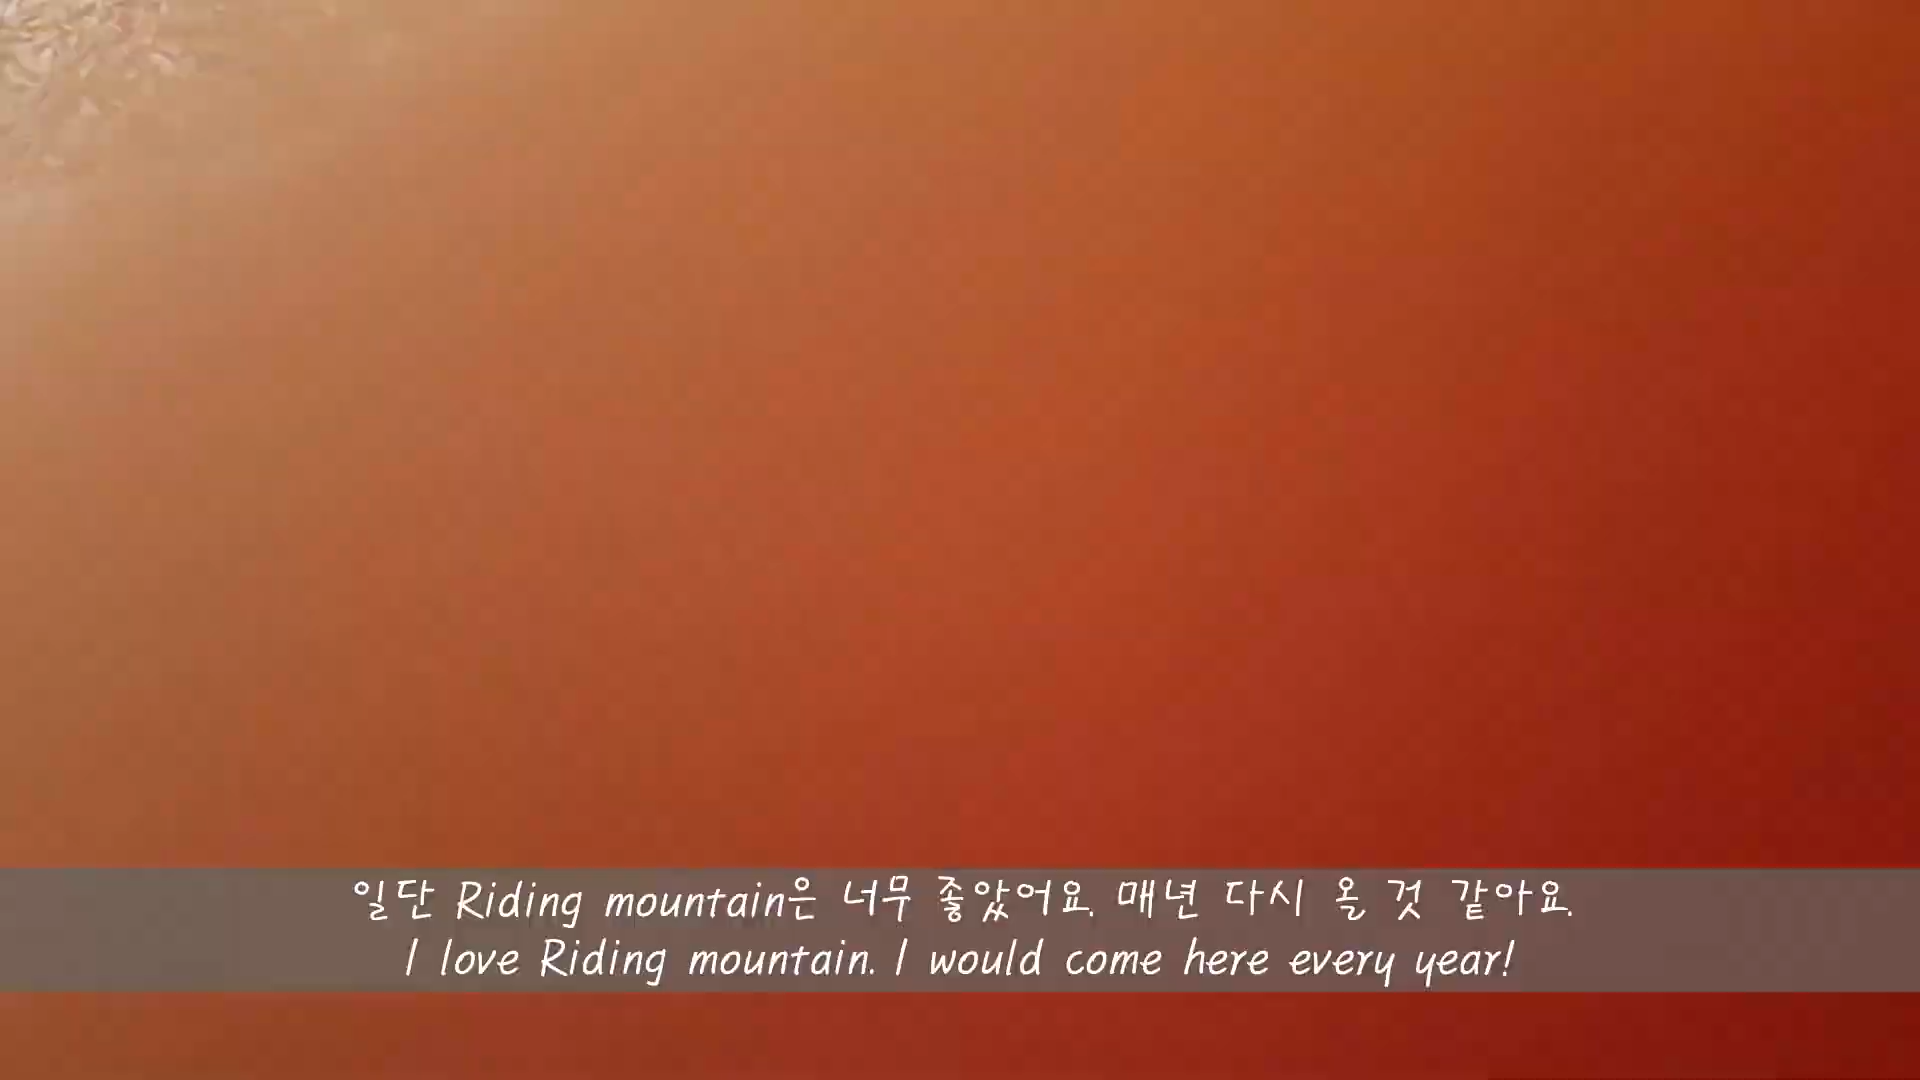 일단 Riding mountain은 너무 좋았어요. 매년 다시 올 것 같아요.
I love Riding mountain. I would come here every year!